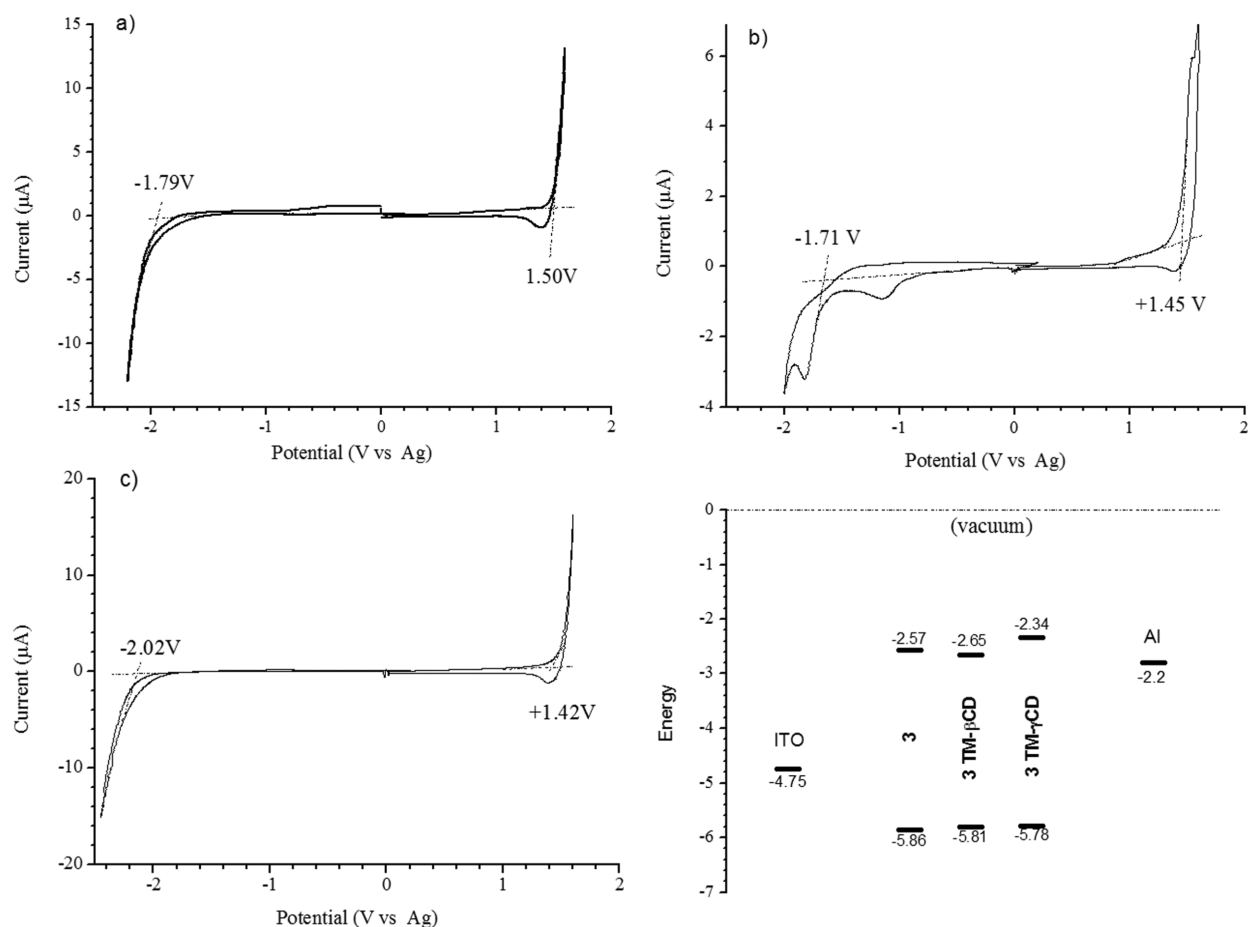 a)
15
10
5
0
-5
-10
-15
Current (µA)
-1.79V
1.50V
-2
-1
0
1
2
Potential (V vs Ag)
b)
6
4
2
0
-2
-4
Current (µA)
-1.71 V
+1.45 V
-2
-1
0
1
2
Potential (V vs Ag)
c)
20
10
0
-10
-20
Current (µA)
-2.02V
+1.42V
-2
-1
0
1
2
Potential (V vs Ag)
0
-1
-2
-3
-4
-5
-6
-7
Energy
(vacuum)
ITO
-4.75
-2.57
3
-5.86
-2.65
3 TM-βCD
-5.81
-2.34
3 TM-γCD
-5.78
Al
-2.2